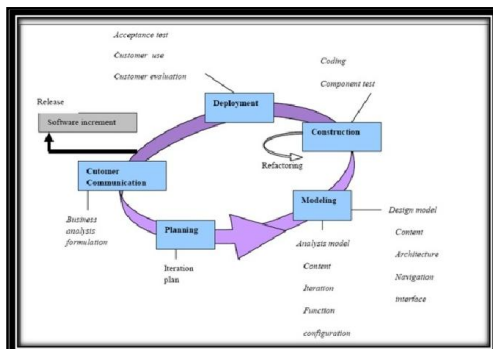 Acceptance test
Customer use
Customer evaluation
Coding
Component test
Release
Software increment
Deployment
Construction
Refactoring
Cutomer
Communication
Business
analysis
formulation
Planning
Iteration
plan
Modeling
Analysis model
Content
Iteration
Function
configuration
Design model
Content
Architecture
Navigation
interface